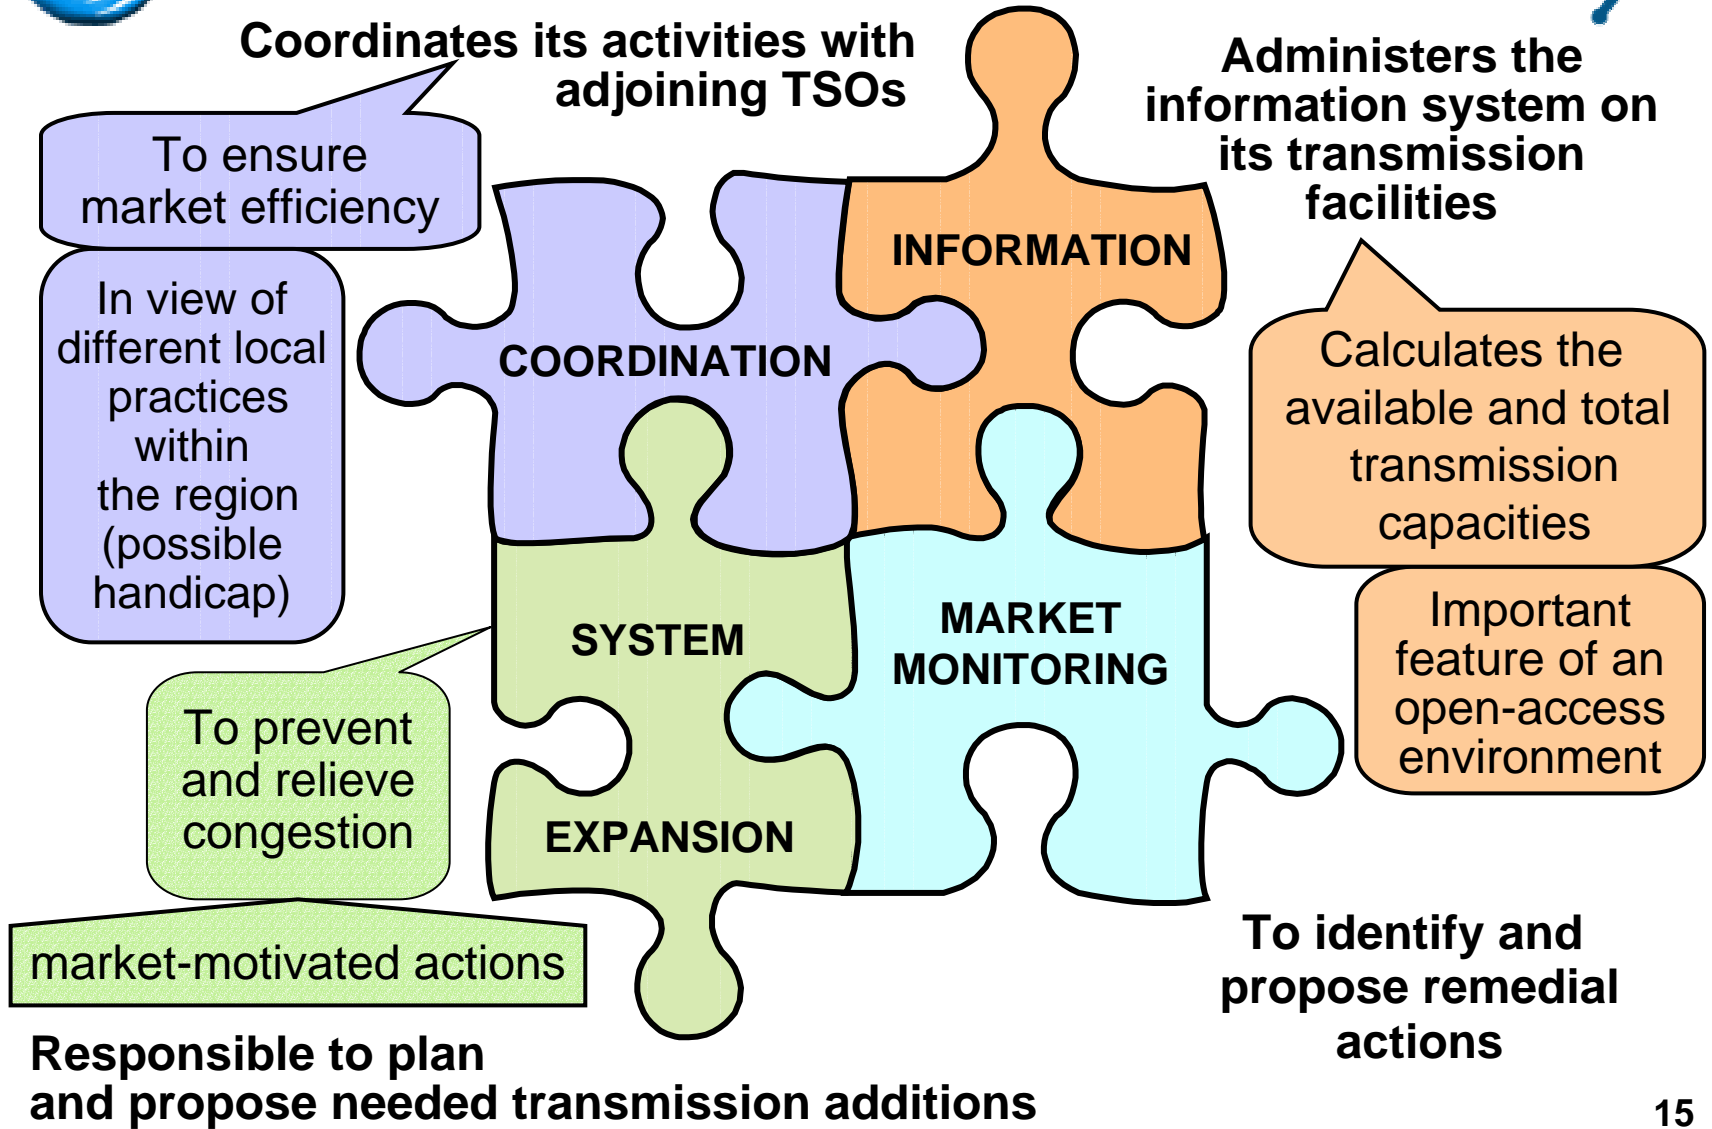 Coordinates its activities with
adjoining TSOs
To ensure
market efficiency
In view of
different local
practices
within
the region
(possible
handicap)
COORDINATION
INFORMATION
Administers the
information system on
its transmission
facilities
Calculates the
available and total
transmission
capacities
Important
feature of an
open-access
environment
SYSTEM
EXPANSION
To prevent
and relieve
congestion
market-motivated actions
Responsible to plan
and propose needed transmission additions
MARKET
MONITORING
To identify and
propose remedial
actions
15